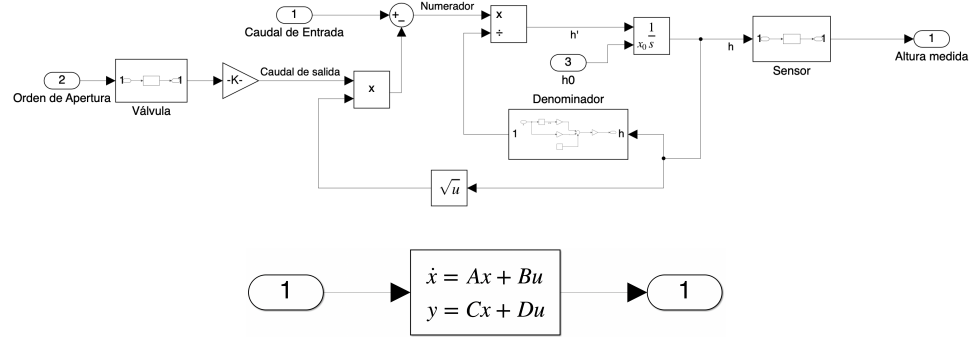 1
Caudal de Entrada
+
−
Numerador
x
÷
h'
1
x₀ s
3
h0
h
1 1
Sensor
1
Altura medida
2
Orden de Apertura
1 1
Válvula
-K-
Caudal de salida
x
Denominador
1 h
√u
1
ẋ = Ax + Bu
y = Cx + Du
1